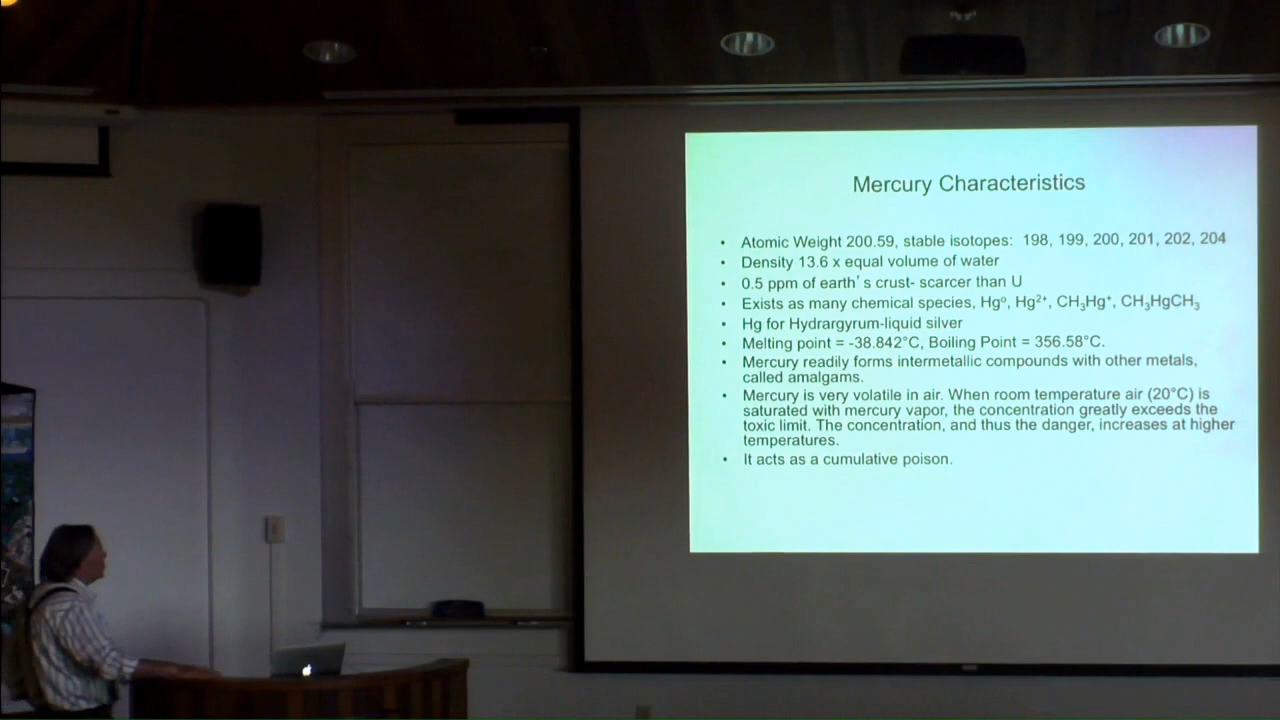 Mercury Characteristics
• Atomic Weight 200.59, stable isotopes: 198, 199, 200, 201, 202, 204
• Density 13.6 x equal volume of water
• 0.5 ppm of earth's crust- scarcer than U
• Exists as many chemical species, Hg⁰, Hg²⁺, CH₃Hg⁺, CH₃HgCH₃
• Hg for Hydrargyrum-liquid silver
• Melting point = -38.842°C, Boiling Point = 356.58°C.
• Mercury readily forms intermetallic compounds with other metals,
called amalgams.
• Mercury is very volatile in air. When room temperature air (20°C) is
saturated with mercury vapor, the concentration greatly exceeds the
toxic limit. The concentration, and thus the danger, increases at higher
temperatures.
• It acts as a cumulative poison.